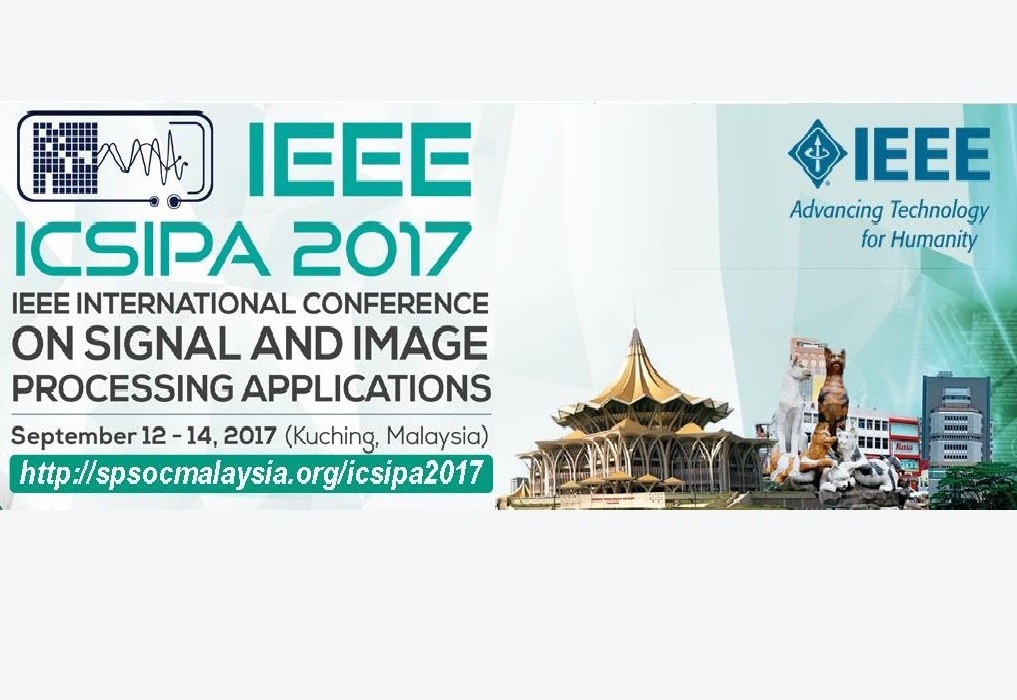 IEEE
ICSIPA 2017
IEEE INTERNATIONAL CONFERENCE
ON SIGNAL AND IMAGE
PROCESSING APPLICATIONS
September 12 - 14, 2017 (Kuching, Malaysia)
http://spsocmalaysia.org/icsipa2017
IEEE
Advancing Technology
for Humanity